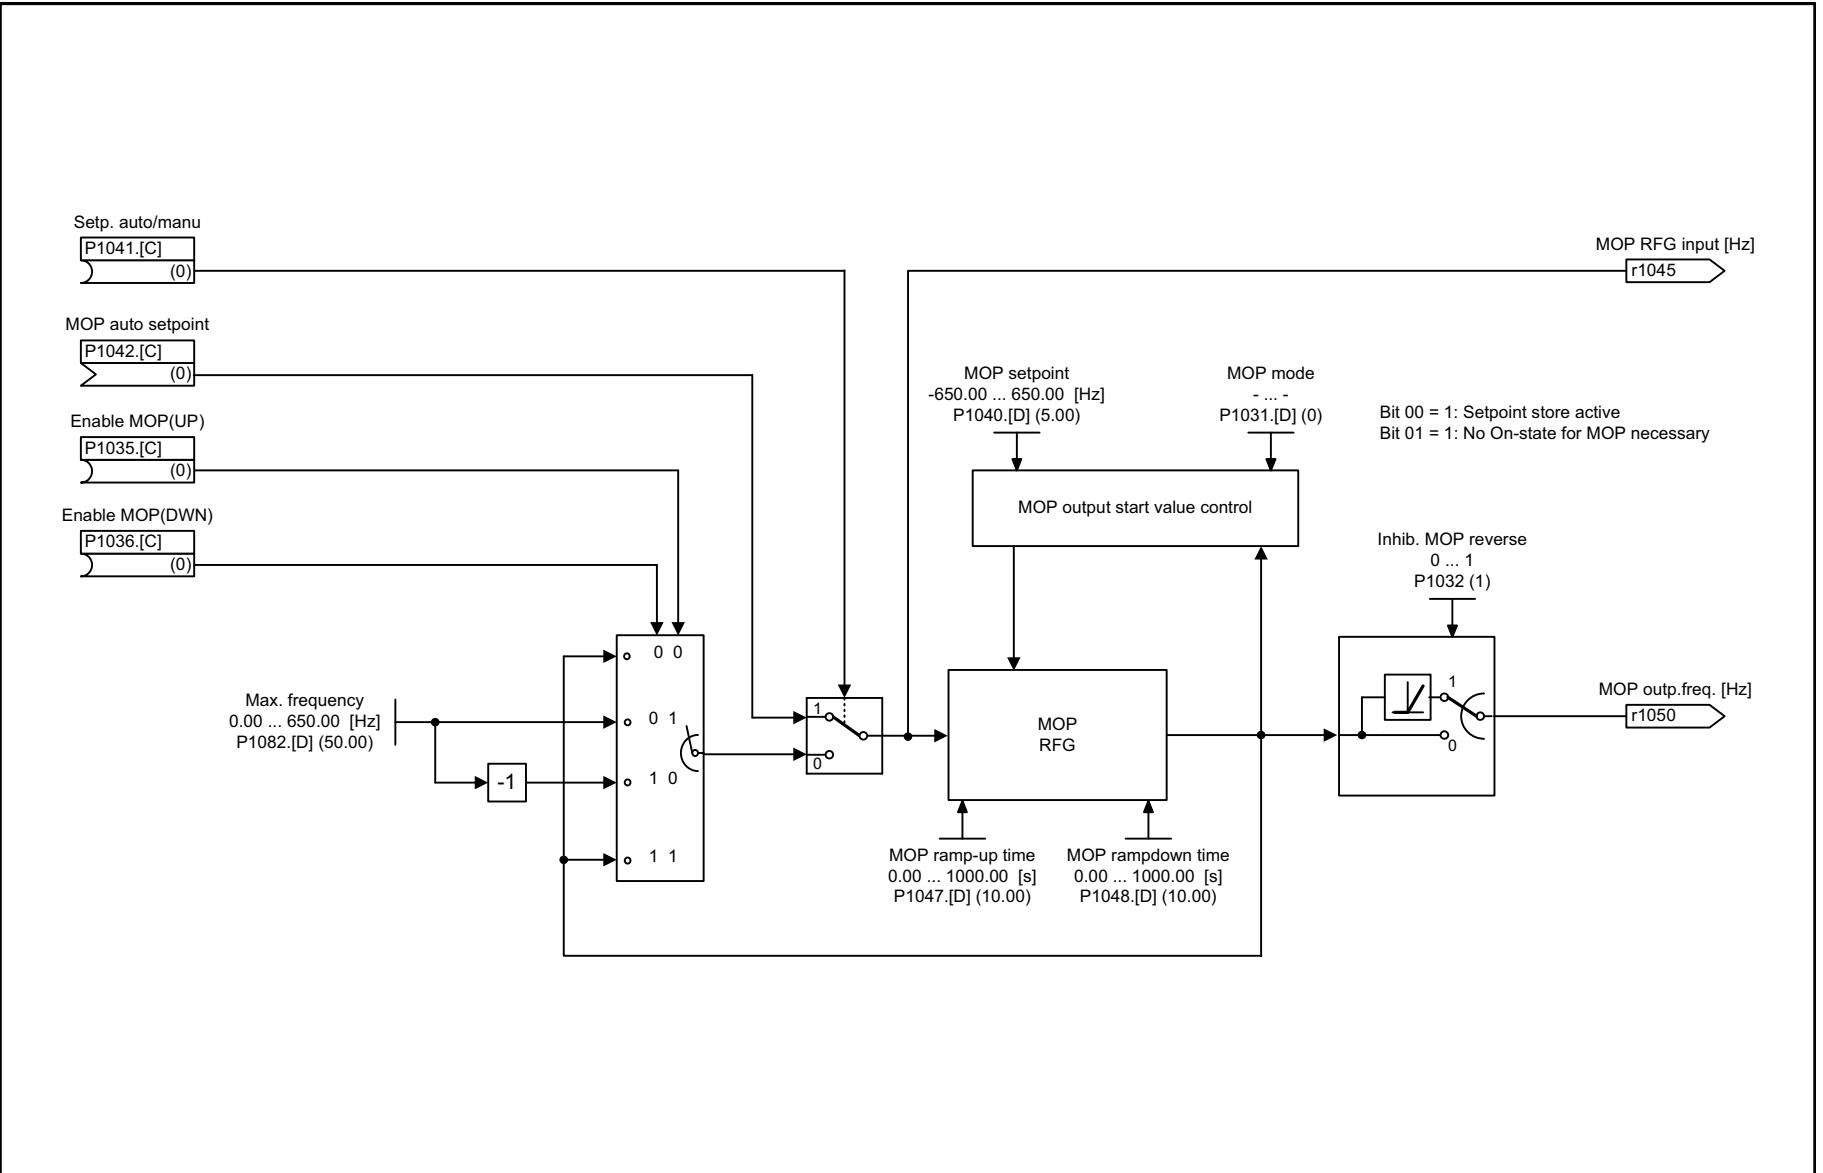 Setp. auto/manu
P1041.[C]
(0)
MOP auto setpoint
P1042.[C]
(0)
Enable MOP(UP)
P1035.[C]
(0)
Enable MOP(DWN)
P1036.[C]
(0)
Max. frequency
0.00 ... 650.00 [Hz]
P1082.[D] (50.00)
-1
0 0
0 1
1 0
1 1
1
0
MOP RFG input [Hz]
r1045
MOP setpoint
-650.00 ... 650.00 [Hz]
P1040.[D] (5.00)
MOP mode
- ... -
P1031.[D] (0)
Bit 00 = 1: Setpoint store active
Bit 01 = 1: No On-state for MOP necessary
MOP output start value control
MOP
RFG
MOP ramp-up time
0.00 ... 1000.00 [s]
P1047.[D] (10.00)
MOP rampdown time
0.00 ... 1000.00 [s]
P1048.[D] (10.00)
Inhib. MOP reverse
0 ... 1
P1032 (1)
1
0
MOP outp.freq. [Hz]
r1050